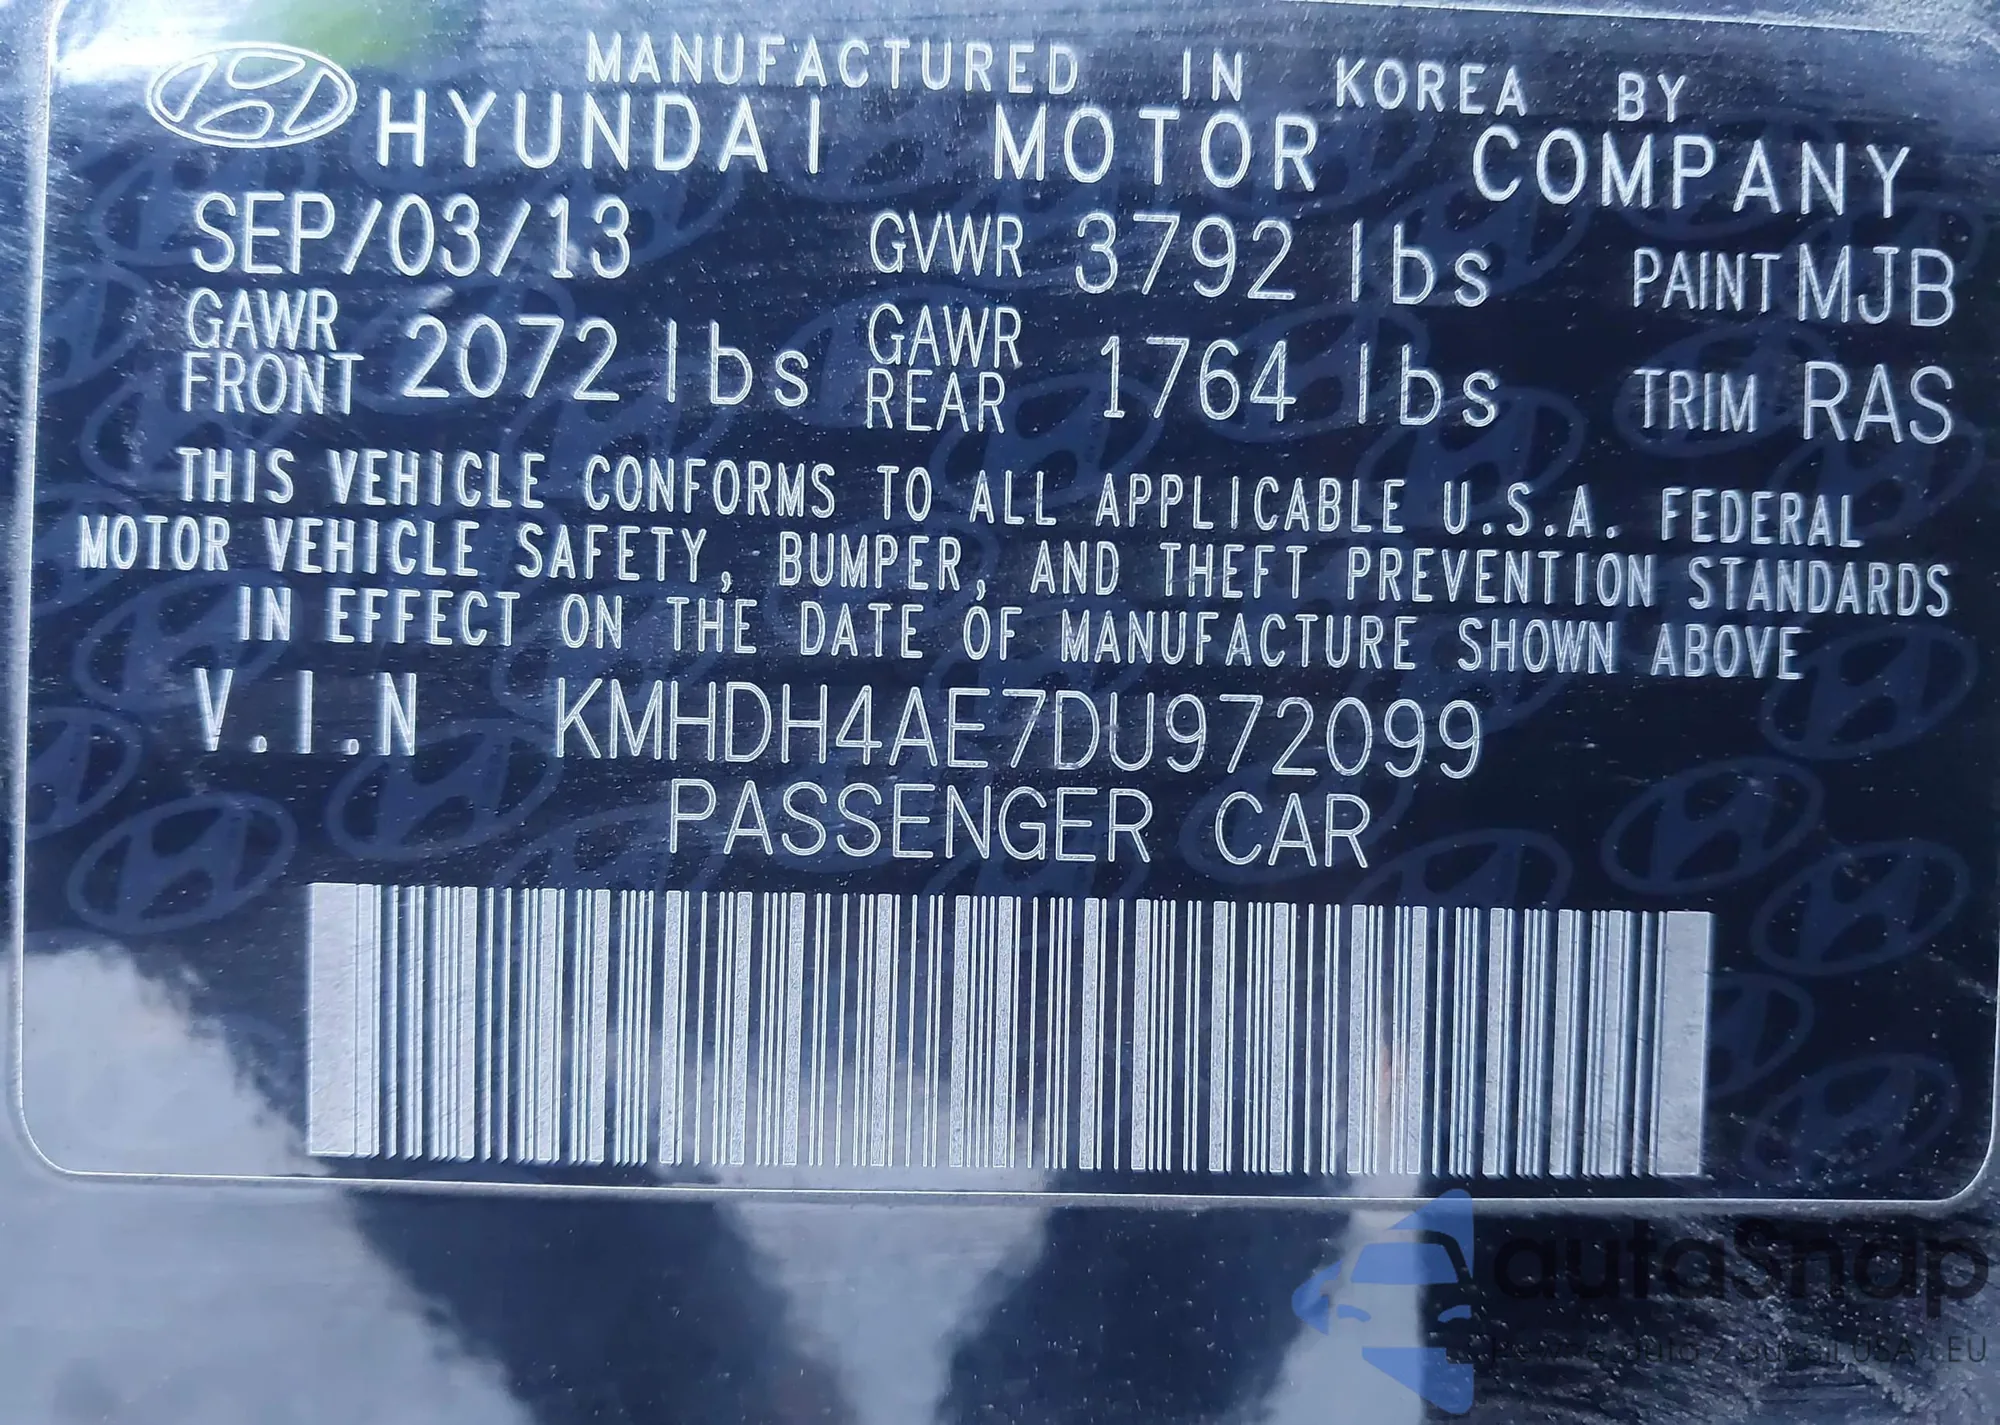 MANUFACTURED IN KOREA BY
HYUNDAI MOTOR COMPANY
SEP/03/13 GVWR 3792 lbs PAINT MJB
GAWR FRONT 2072 lbs GAWR REAR 1764 lbs TRIM RAS
THIS VEHICLE CONFORMS TO ALL APPLICABLE U.S.A. FEDERAL
MOTOR VEHICLE SAFETY, BUMPER, AND THEFT PREVENTION STANDARDS
IN EFFECT ON THE DATE OF MANUFACTURE SHOWN ABOVE
V.I.N KMHDH4AE7DU972099
PASSENGER CAR
autoSnap
USA i EU